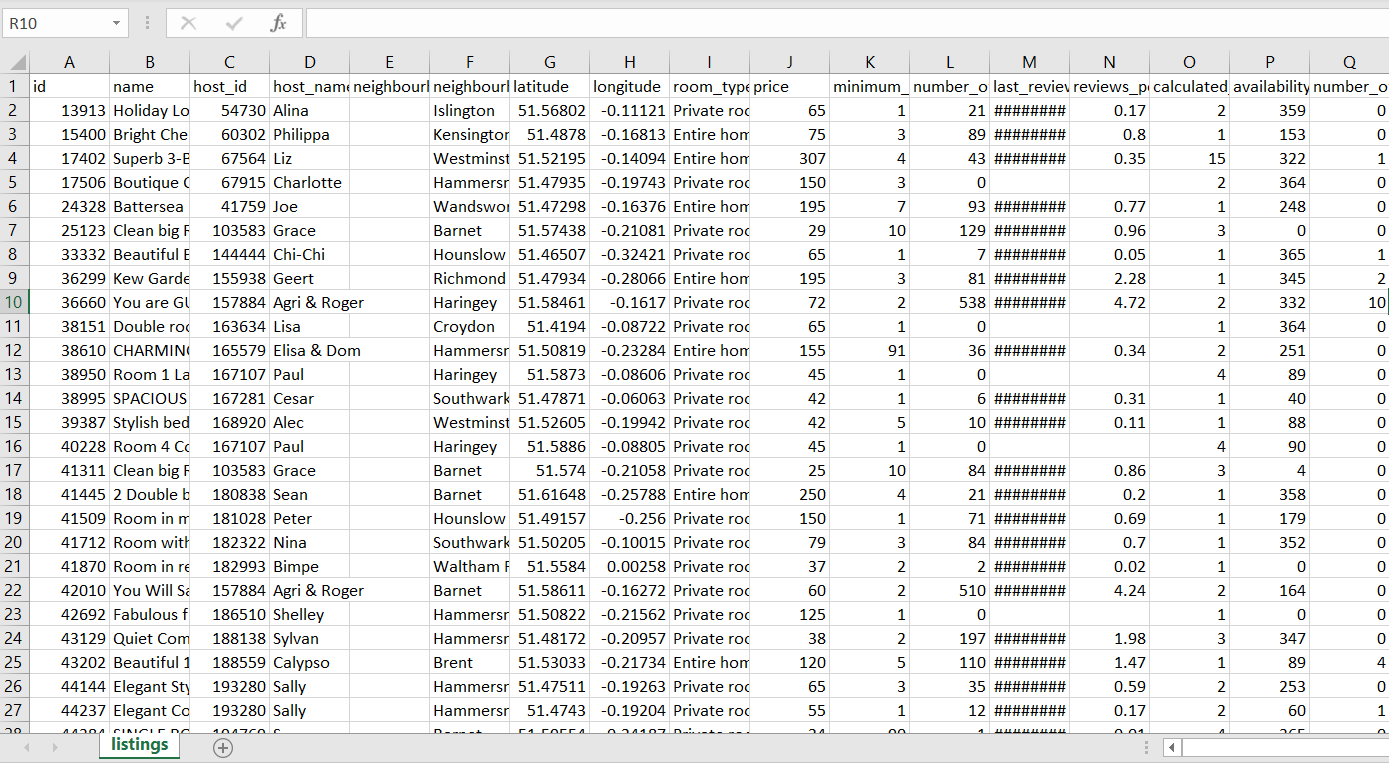 R10 fx
A B C D E F G H I J K L M N O P Q
1 id name host_id host_name neighbourh neighbourh latitude longitude room_type price minimum_ number_o last_review reviews_pe calculated_ availability number_o
2 13913 Holiday Lo 54730 Alina Islington 51.56802 -0.11121 Private roo 65 1 21 ######## 0.17 2 359 0
3 15400 Bright Che 60302 Philippa Kensington 51.4878 -0.16813 Entire hom 75 3 89 ######## 0.8 1 153 0
4 17402 Superb 3-B 67564 Liz Westminst 51.52195 -0.14094 Entire hom 307 4 43 ######## 0.35 15 322 1
5 17506 Boutique C 67915 Charlotte Hammersm 51.47935 -0.19743 Private roo 150 3 0 2 364 0
6 24328 Battersea 41759 Joe Wandswor 51.47298 -0.16376 Entire hom 195 7 93 ######## 0.77 1 248 0
7 25123 Clean big F 103583 Grace Barnet 51.57438 -0.21081 Private roo 29 10 129 ######## 0.96 3 0 0
8 33332 Beautiful E 144444 Chi-Chi Hounslow 51.46507 -0.32421 Private roo 65 1 7 ######## 0.05 1 365 1
9 36299 Kew Garde 155938 Geert Richmond 51.47934 -0.28066 Entire hom 195 3 81 ######## 2.28 1 345 2
10 36660 You are GU 157884 Agri & Roger Haringey 51.58461 -0.1617 Private roo 72 2 538 ######## 4.72 2 332 10
11 38151 Double roo 163634 Lisa Croydon 51.4194 -0.08722 Private roo 65 1 0 1 364 0
12 38610 CHARMING 165579 Elisa & Dom Hammersm 51.50819 -0.23284 Entire hom 155 91 36 ######## 0.34 2 251 0
13 38950 Room 1 La 167107 Paul Haringey 51.5873 -0.08606 Private roo 45 1 0 4 89 0
14 38995 SPACIOUS 167281 Cesar Southwark 51.47871 -0.06063 Private roo 42 1 6 ######## 0.31 1 40 0
15 39387 Stylish bed 168920 Alec Westminst 51.52605 -0.19942 Private roo 42 5 10 ######## 0.11 1 88 0
16 40228 Room 4 Co 167107 Paul Haringey 51.5886 -0.08805 Private roo 45 1 0 4 90 0
17 41311 Clean big F 103583 Grace Barnet 51.574 -0.21058 Private roo 25 10 84 ######## 0.86 3 4 0
18 41445 2 Double b 180838 Sean Barnet 51.61648 -0.25788 Entire hom 250 4 21 ######## 0.2 1 358 0
19 41509 Room in m 181028 Peter Hounslow 51.49157 -0.256 Private roo 150 1 71 ######## 0.69 1 179 0
20 41712 Room with 182322 Nina Southwark 51.50205 -0.10015 Private roo 79 3 84 ######## 0.7 1 352 0
21 41870 Room in re 182993 Bimpe Waltham F 51.5584 0.00258 Private roo 37 2 2 ######## 0.02 1 0 0
22 42010 You Will Sa 157884 Agri & Roger Barnet 51.58611 -0.16272 Private roo 60 2 510 ######## 4.24 2 164 0
23 42692 Fabulous f 186510 Shelley Hammersm 51.50822 -0.21562 Private roo 125 1 0 1 0 0
24 43129 Quiet Com 188138 Sylvan Hammersm 51.48172 -0.20957 Private roo 38 2 197 ######## 1.98 3 347 0
25 43202 Beautiful 1 188559 Calypso Brent 51.53033 -0.21734 Entire hom 120 5 110 ######## 1.47 1 89 4
26 44144 Elegant Sty 193280 Sally Hammersm 51.47511 -0.19263 Private roo 65 3 35 ######## 0.59 2 253 0
27 44237 Elegant Co 193280 Sally Hammersm 51.4743 -0.19204 Private roo 55 1 12 ######## 0.17 2 60 1
listings